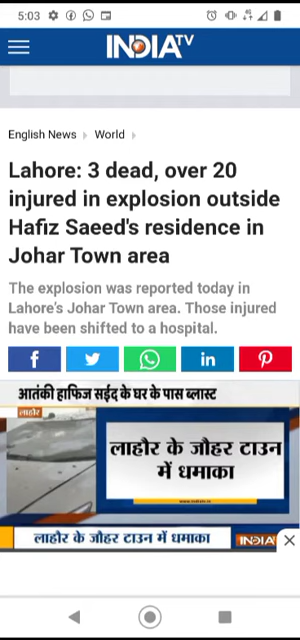 5:03
INDIA TV
English News World
Lahore: 3 dead, over 20
injured in explosion outside
Hafiz Saeed's residence in
Johar Town area
The explosion was reported today in
Lahore's Johar Town area. Those injured
have been shifted to a hospital.
आतंकी हाफिज सईद के घर के पास ब्लास्ट
लाहौर
लाहौर के जौहर टाउन
में धमाका
लाहौर के जौहर टाउन में धमाका
INDIA